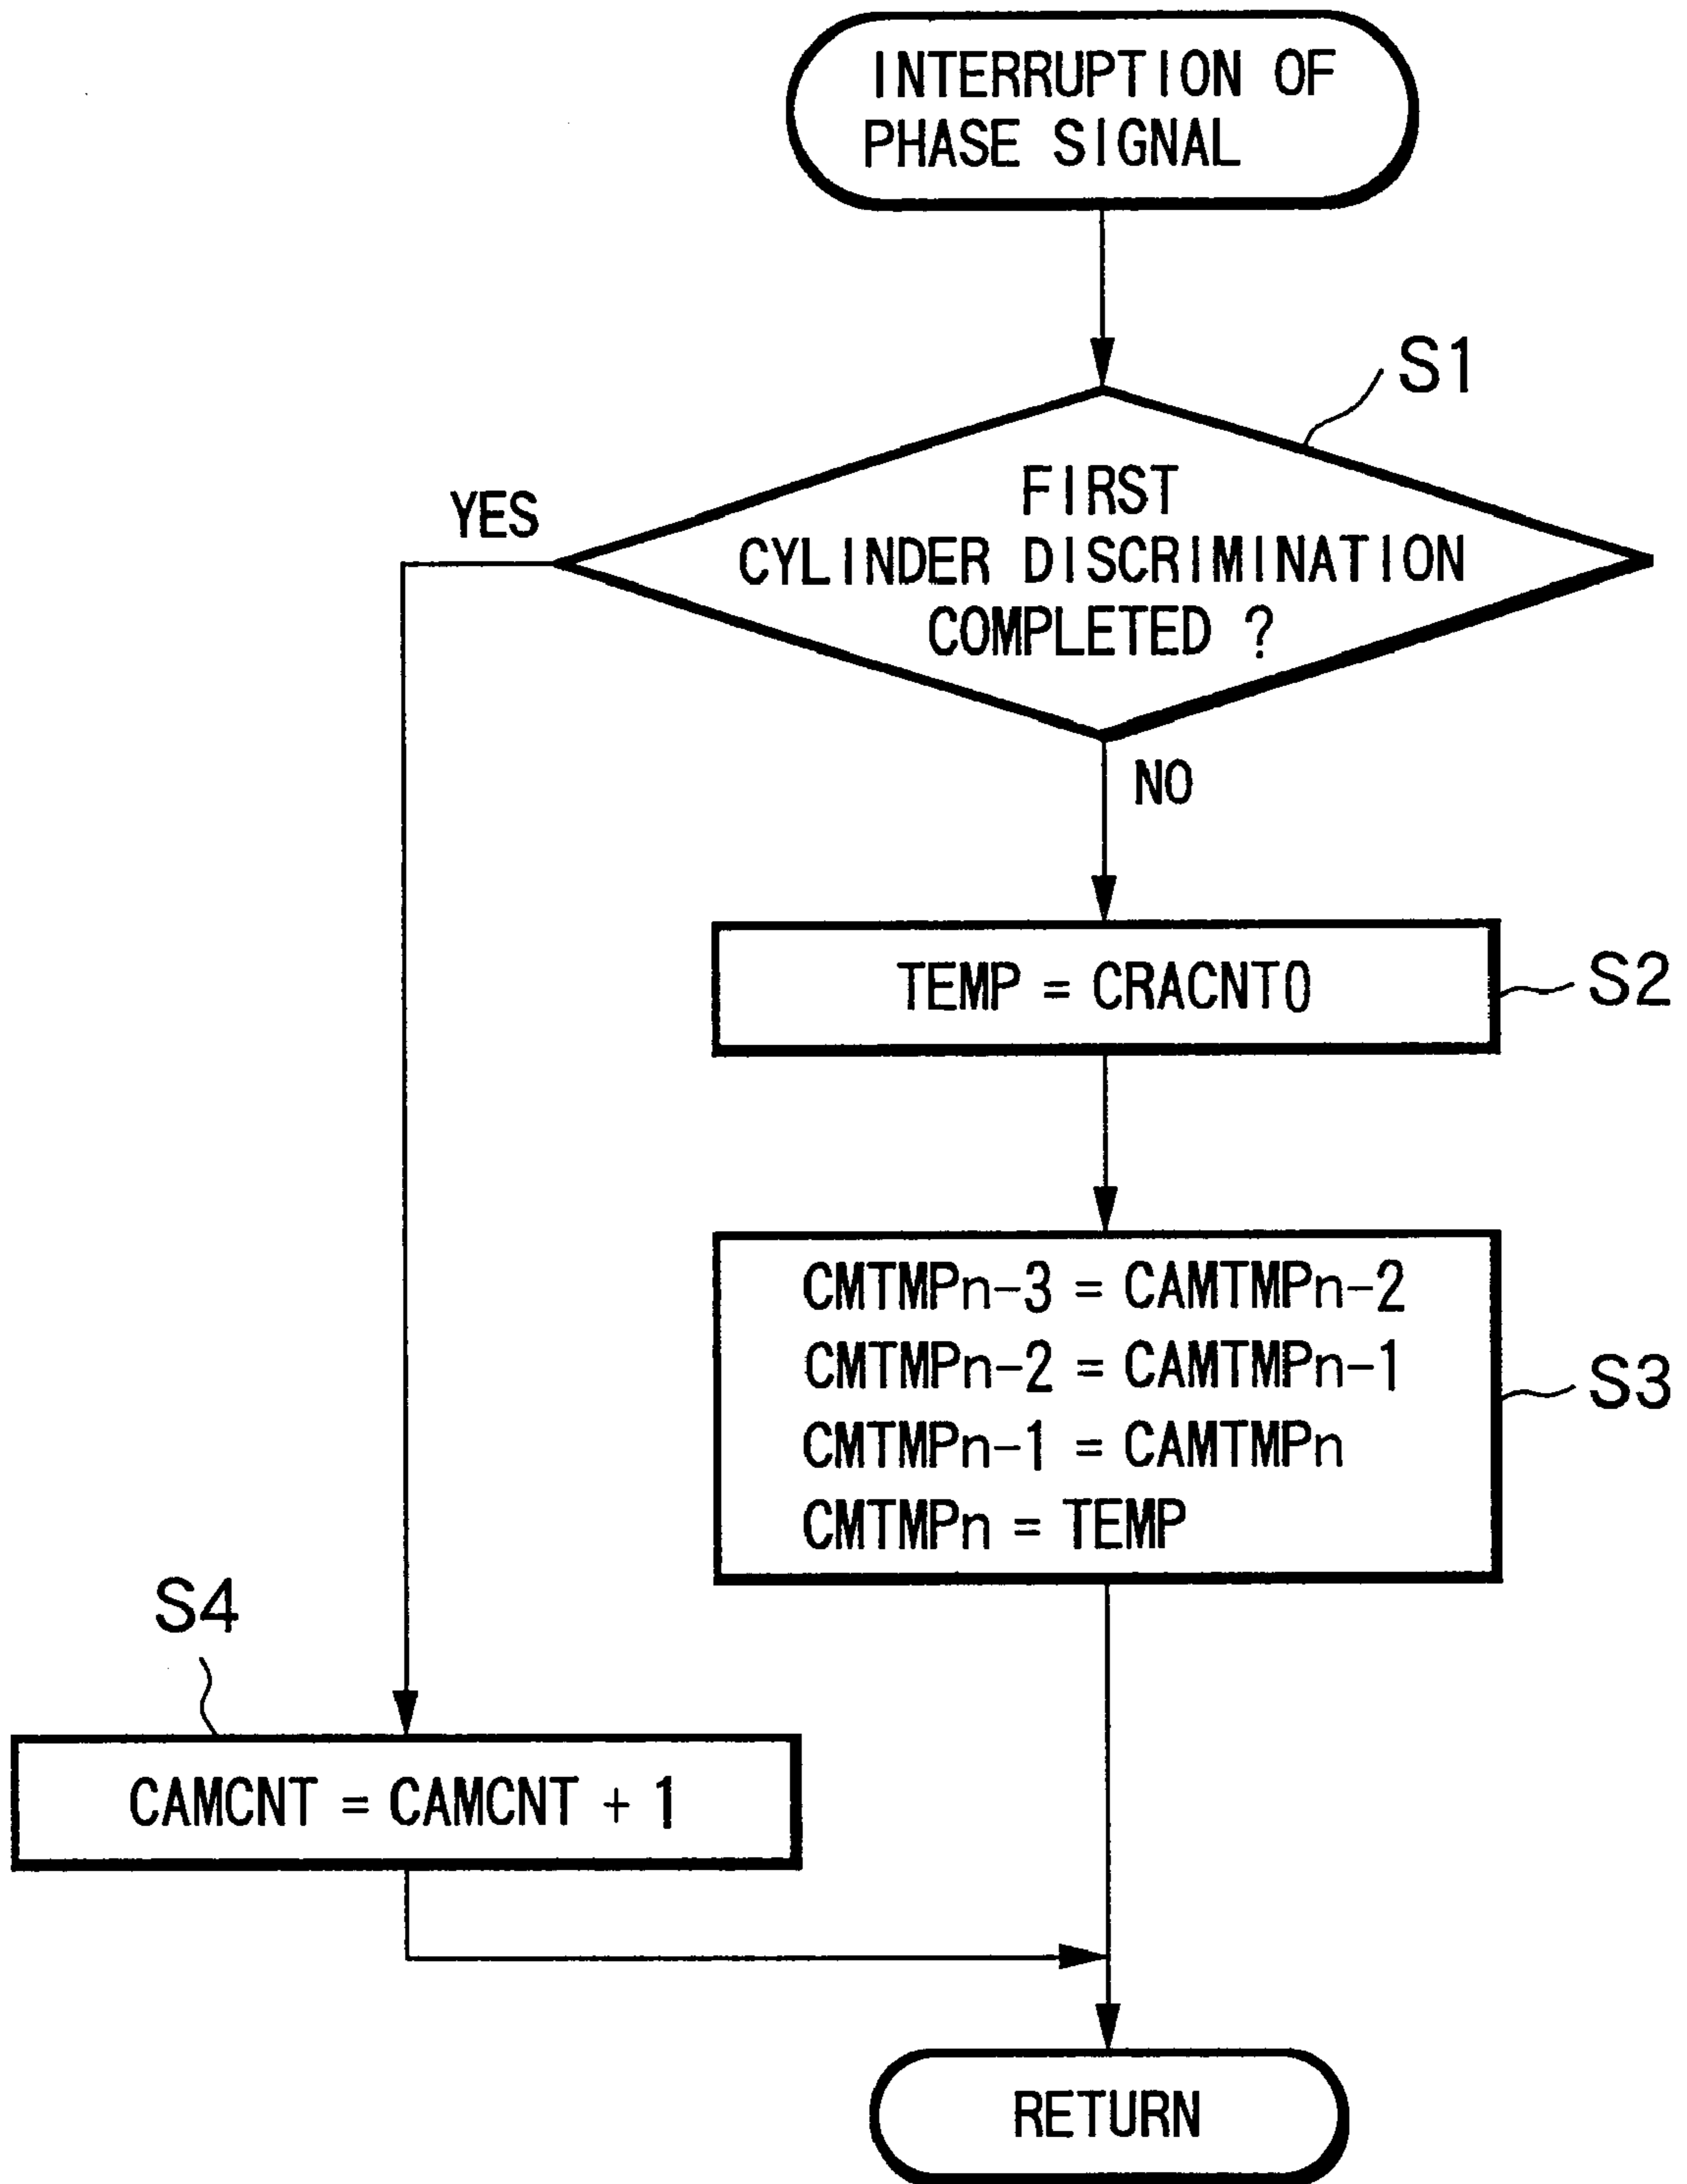 INTERRUPTION OF
PHASE SIGNAL
S1
FIRST
CYLINDER DISCRIMINATION
COMPLETED ?
YES
NO
TEMP = CRACNT0
S2
CMTMPn-3 = CAMTMPn-2
CMTMPn-2 = CAMTMPn-1
CMTMPn-1 = CAMTMPn
CMTMPn = TEMP
S3
S4
CAMCNT = CAMCNT + 1
RETURN